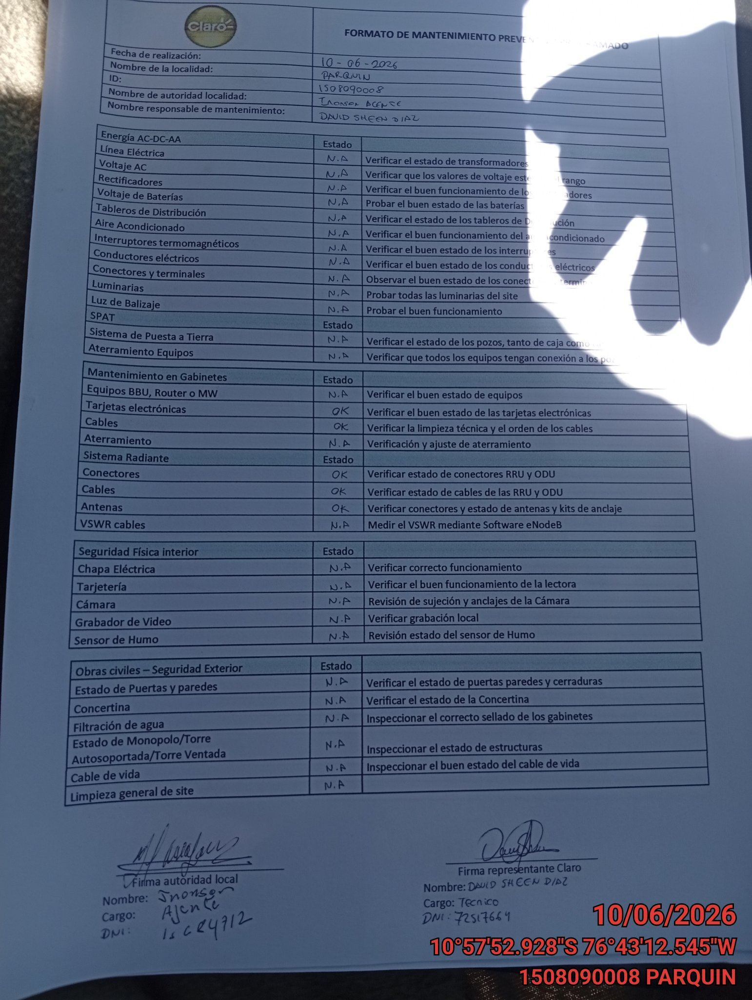 Claro
FORMATO DE MANTENIMIENTO PREVE AMADO
Fecha de realización: 10-06-2026
Nombre de la localidad: PARQUIN
ID: 1508090008
Nombre de autoridad localidad:
Nombre responsable de mantenimiento: DAVID SHEEN DIAZ
Energía AC-DC-AA Estado
Línea Eléctrica N.A Verificar el estado de transformadores
Voltaje AC N.A Verificar que los valores de voltaje este rango
Rectificadores N.A Verificar el buen funcionamiento de los adores
Voltaje de Baterías N.A Probar el buen estado de las baterías
Tableros de Distribución N.A Verificar el estado de los tableros de D ución
Aire Acondicionado N.A Verificar el buen funcionamiento del a condicionado
Interruptores termomagnéticos N.A Verificar el buen estado de los interrup es
Conductores eléctricos N.A Verificar el buen estado de los conduc s eléctricos
Conectores y terminales N.A Observar el buen estado de los conect termin
Luminarias N.A Probar todas las luminarias del site
Luz de Balizaje N.A Probar el buen funcionamiento
SPAT Estado
Sistema de Puesta a Tierra N.A Verificar el estado de los pozos, tanto de caja como
Aterramiento Equipos N.A Verificar que todos los equipos tengan conexión a los po
Mantenimiento en Gabinetes Estado
Equipos BBU, Router o MW N.A Verificar el buen estado de equipos
Tarjetas electrónicas OK Verificar el buen estado de las tarjetas electrónicas
Cables OK Verificar la limpieza técnica y el orden de los cables
Aterramiento N.A Verificación y ajuste de aterramiento
Sistema Radiante Estado
Conectores OK Verificar estado de conectores RRU y ODU
Cables OK Verificar estado de cables de las RRU y ODU
Antenas OK Verificar conectores y estado de antenas y kits de anclaje
VSWR cables N.A Medir el VSWR mediante Software eNodeB
Seguridad Física interior Estado
Chapa Eléctrica N.A Verificar correcto funcionamiento
Tarjetería N.A Verificar el buen funcionamiento de la lectora
Cámara N.A Revisión de sujeción y anclajes de la Cámara
Grabador de Video N.A Verificar grabación local
Sensor de Humo N.A Revisión estado del sensor de Humo
Obras civiles – Seguridad Exterior Estado
Estado de Puertas y paredes N.A Verificar el estado de puertas paredes y cerraduras
Concertina N.A Verificar el estado de la Concertina
Filtración de agua N.A Inspeccionar el correcto sellado de los gabinetes
Estado de Monopolo/Torre
Autosoportada/Torre Ventada N.A Inspeccionar el estado de estructuras
Cable de vida N.A Inspeccionar el buen estado del cable de vida
Limpieza general de site N.A
Firma autoridad local
Nombre:
Cargo: Ajente
DNI:
Firma representante Claro
Nombre: DAVID SHEEN DIAZ
Cargo: TECNICO
DNI: 72517664
10/06/2026
10°57'52.928"S 76°43'12.545"W
1508090008 PARQUIN